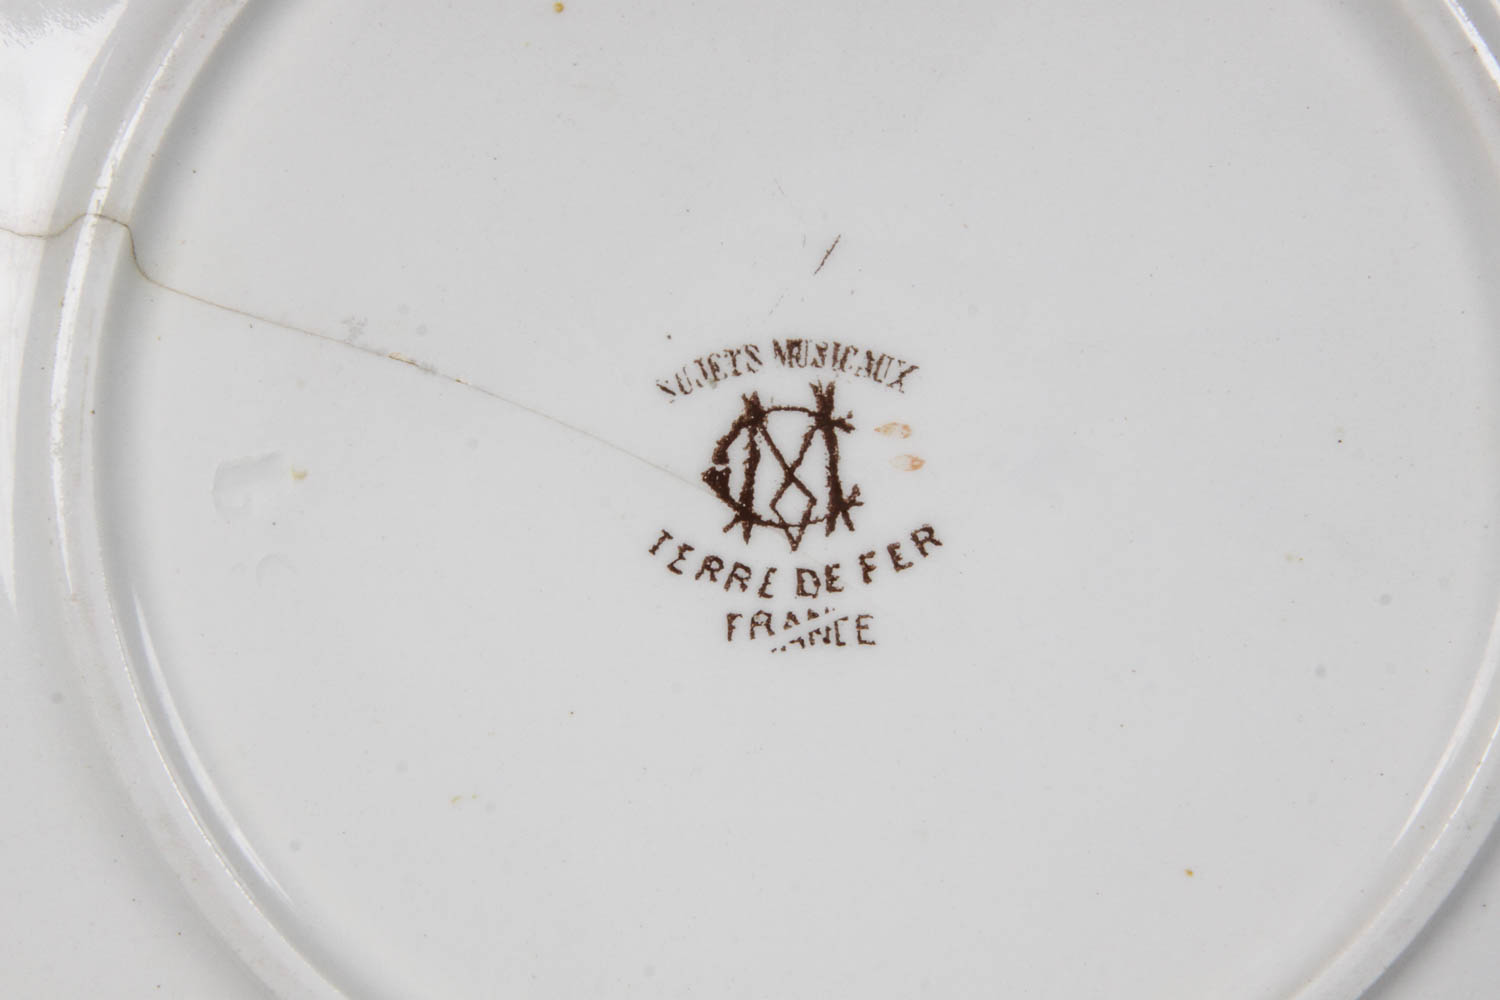 SUJETS MUSICAUX
TERRE DE FER
FRANCE